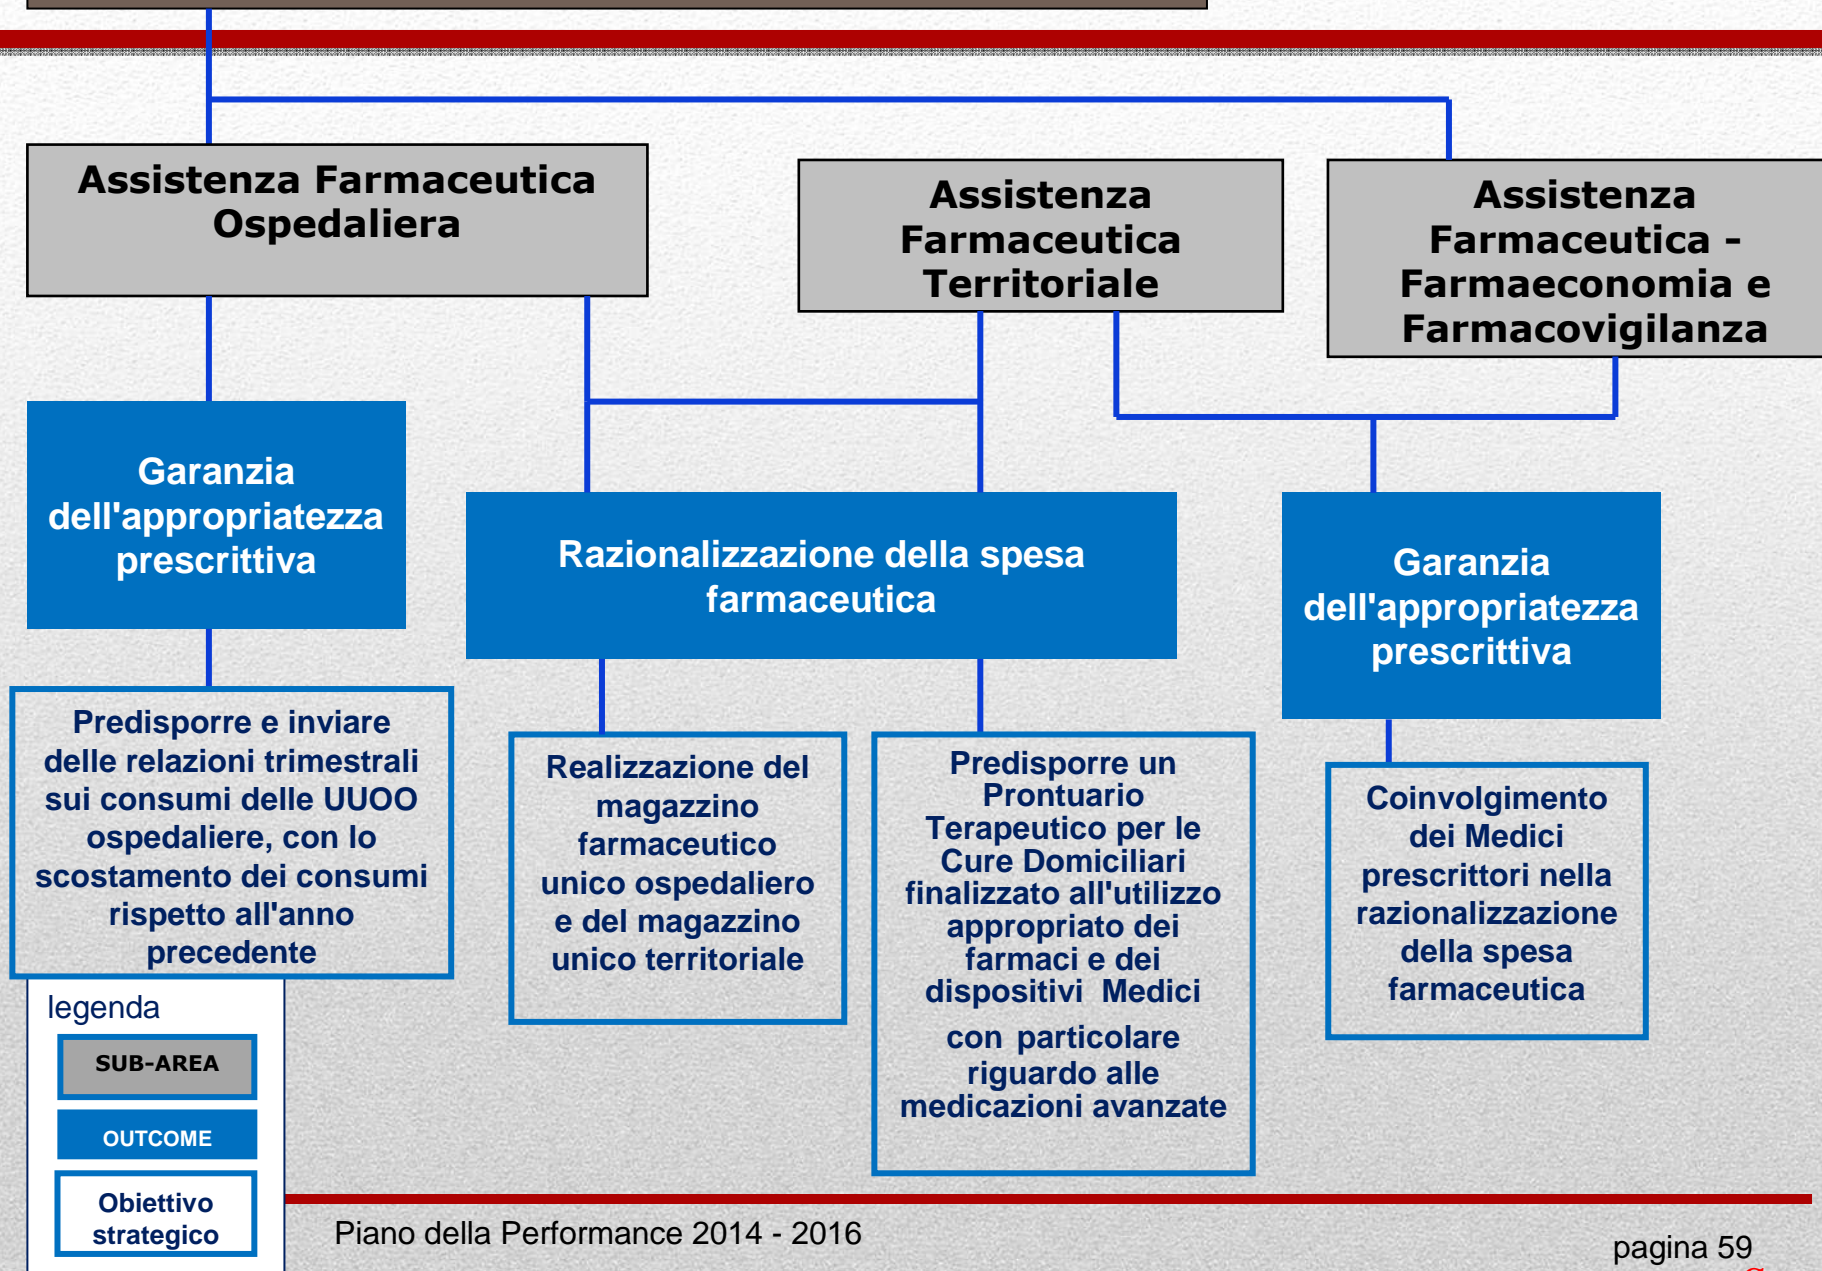 Assistenza Farmaceutica
Ospedaliera
Assistenza
Farmaceutica
Territoriale
Assistenza
Farmaceutica -
Farmaeconomia e
Farmacovigilanza
Garanzia
dell'appropriatezza
prescrittiva
Razionalizzazione della spesa
farmaceutica
Garanzia
dell'appropriatezza
prescrittiva
Predisporre e inviare
delle relazioni trimestrali
sui consumi delle UUOO
ospedaliere, con lo
scostamento dei consumi
rispetto all'anno
precedente
Realizzazione del
magazzino
farmaceutico
unico ospedaliero
e del magazzino
unico territoriale
Predisporre un
Prontuario
Terapeutico per le
Cure Domiciliari
finalizzato all'utilizzo
appropriato dei
farmaci e dei
dispositivi Medici
con particolare
riguardo alle
medicazioni avanzate
Coinvolgimento
dei Medici
prescrittori nella
razionalizzazione
della spesa
farmaceutica
legenda
SUB-AREA
OUTCOME
Obiettivo
strategico
Piano della Performance 2014 - 2016
pagina 59